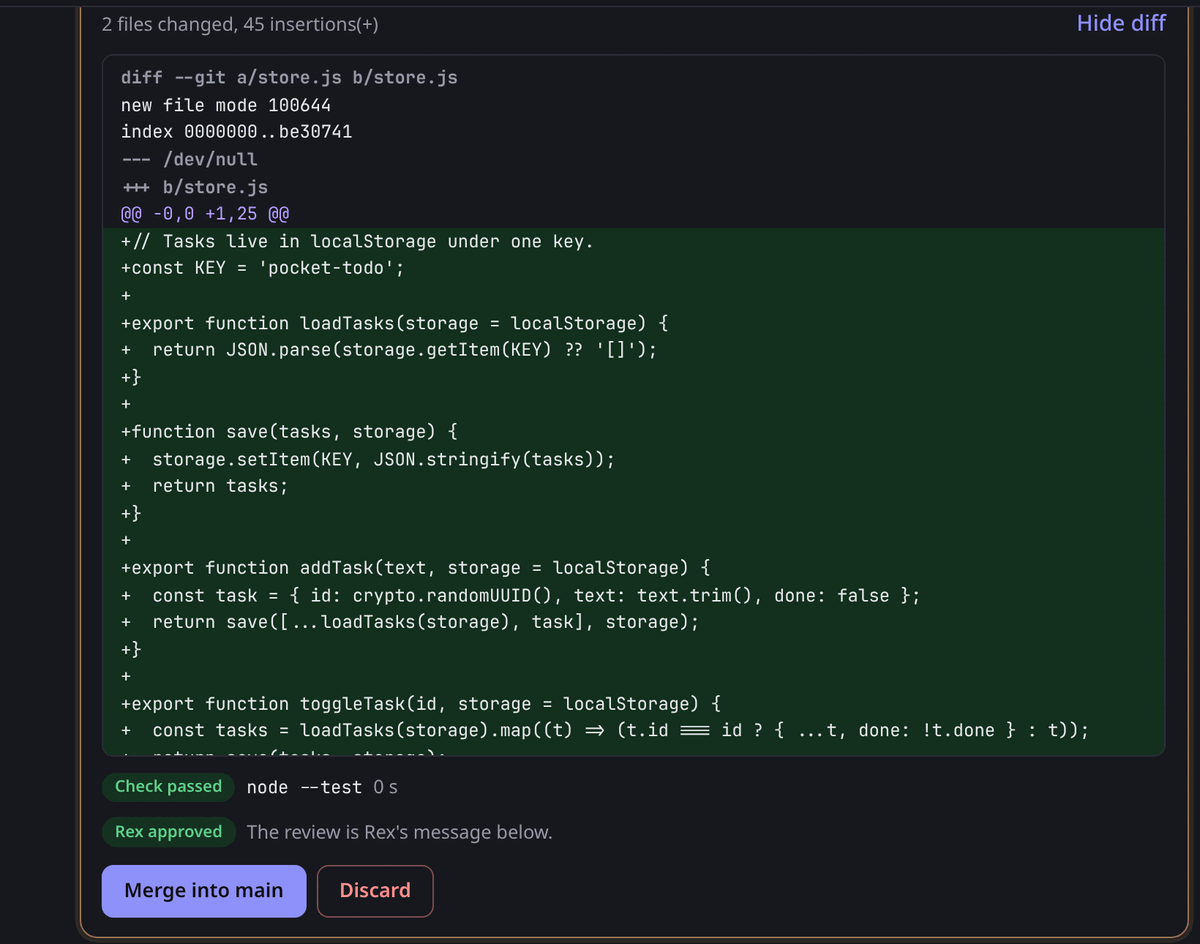 2 files changed, 45 insertions(+)
Hide diff
diff --git a/store.js b/store.js
new file mode 100644
index 0000000..be30741
--- /dev/null
+++ b/store.js
@@ -0,0 +1,25 @@
+// Tasks live in localStorage under one key.
+const KEY = 'pocket-todo';
+
+export function loadTasks(storage = localStorage) {
+  return JSON.parse(storage.getItem(KEY) ?? '[]');
+}
+
+function save(tasks, storage) {
+  storage.setItem(KEY, JSON.stringify(tasks));
+  return tasks;
+}
+
+export function addTask(text, storage = localStorage) {
+  const task = { id: crypto.randomUUID(), text: text.trim(), done: false };
+  return save([...loadTasks(storage), task], storage);
+}
+
+export function toggleTask(id, storage = localStorage) {
+  const tasks = loadTasks(storage).map((t) => (t.id === id ? { ...t, done: !t.done } : t));
+  return save(tasks, storage);
Check passed node --test 0 s
Rex approved The review is Rex's message below.
Merge into main
Discard